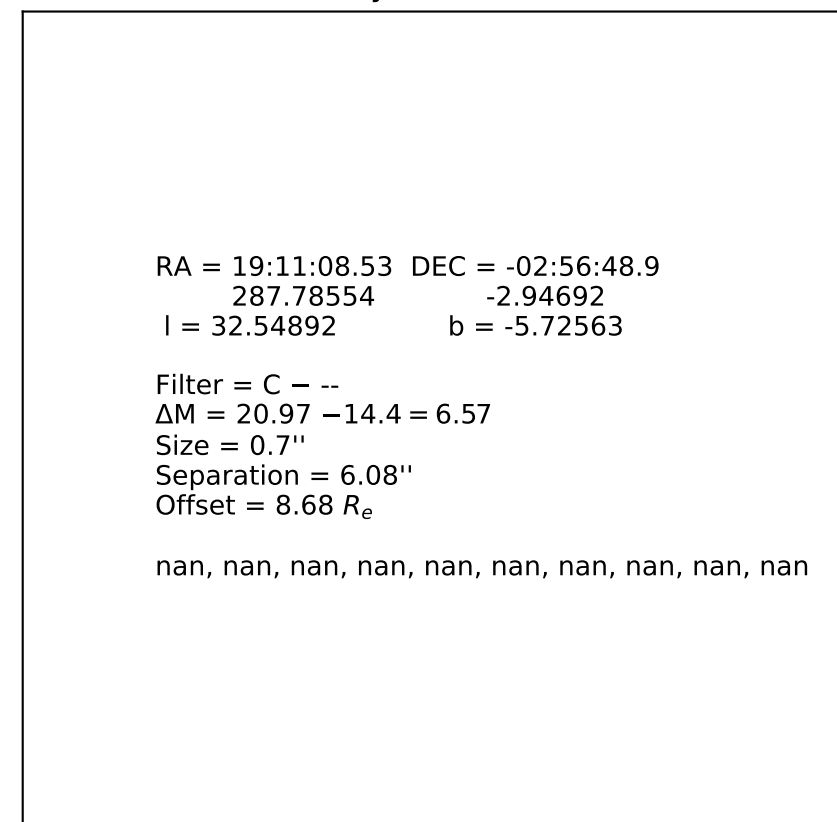 RA = 19:11:08.53 DEC = -02:56:48.9
287.78554 -2.94692
l = 32.54892 b = -5.72563
Filter = C − --
ΔM = 20.97 −14.4 = 6.57
Size = 0.7''
Separation = 6.08''
Offset = 8.68 Re
nan, nan, nan, nan, nan, nan, nan, nan, nan, nan